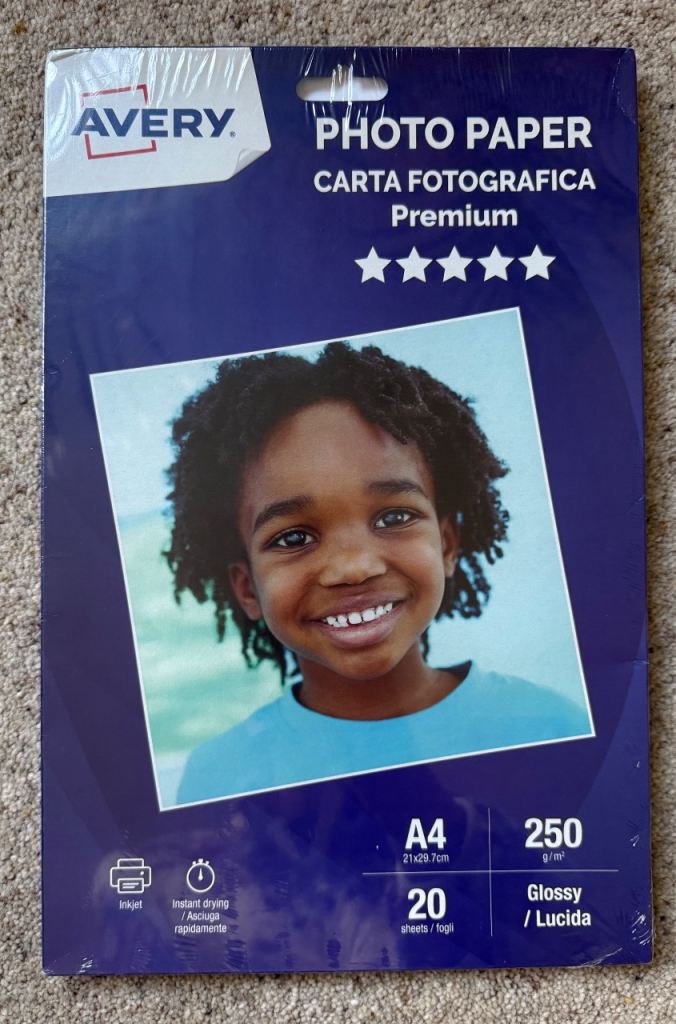 AVERY®
PHOTO PAPER
CARTA FOTOGRAFICA
Premium
A4
21x29.7cm
250
g/m²
20
sheets / fogli
Glossy
/ Lucida
Inkjet
Instant drying
/ Asciuga
rapidamente